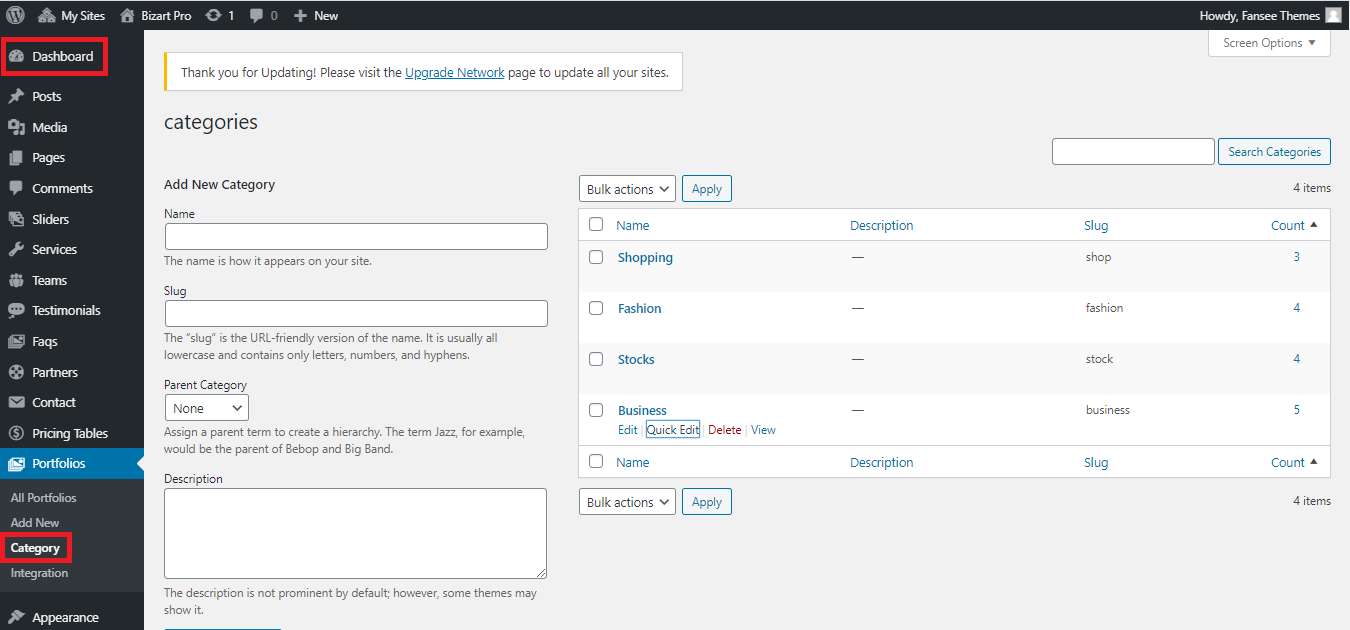 My Sites Bizart Pro 1 0 New Howdy, Fansee Themes
Dashboard
Posts
Media
Pages
Comments
Sliders
Services
Teams
Testimonials
Faqs
Partners
Contact
Pricing Tables
Portfolios
All Portfolios
Add New
Category
Integration
Appearance
Screen Options
Thank you for Updating! Please visit the Upgrade Network page to update all your sites.
categories
Search Categories
Add New Category
Name
The name is how it appears on your site.
Slug
The “slug” is the URL-friendly version of the name. It is usually all
lowercase and contains only letters, numbers, and hyphens.
Parent Category
None
Assign a parent term to create a hierarchy. The term Jazz, for example,
would be the parent of Bebop and Big Band.
Description
The description is not prominent by default; however, some themes may
show it.
Bulk actions Apply 4 items
Name Description Slug Count
Shopping — shop 3
Fashion — fashion 4
Stocks — stock 4
Business — business 5
Edit | Quick Edit | Delete | View
Name Description Slug Count
Bulk actions Apply 4 items